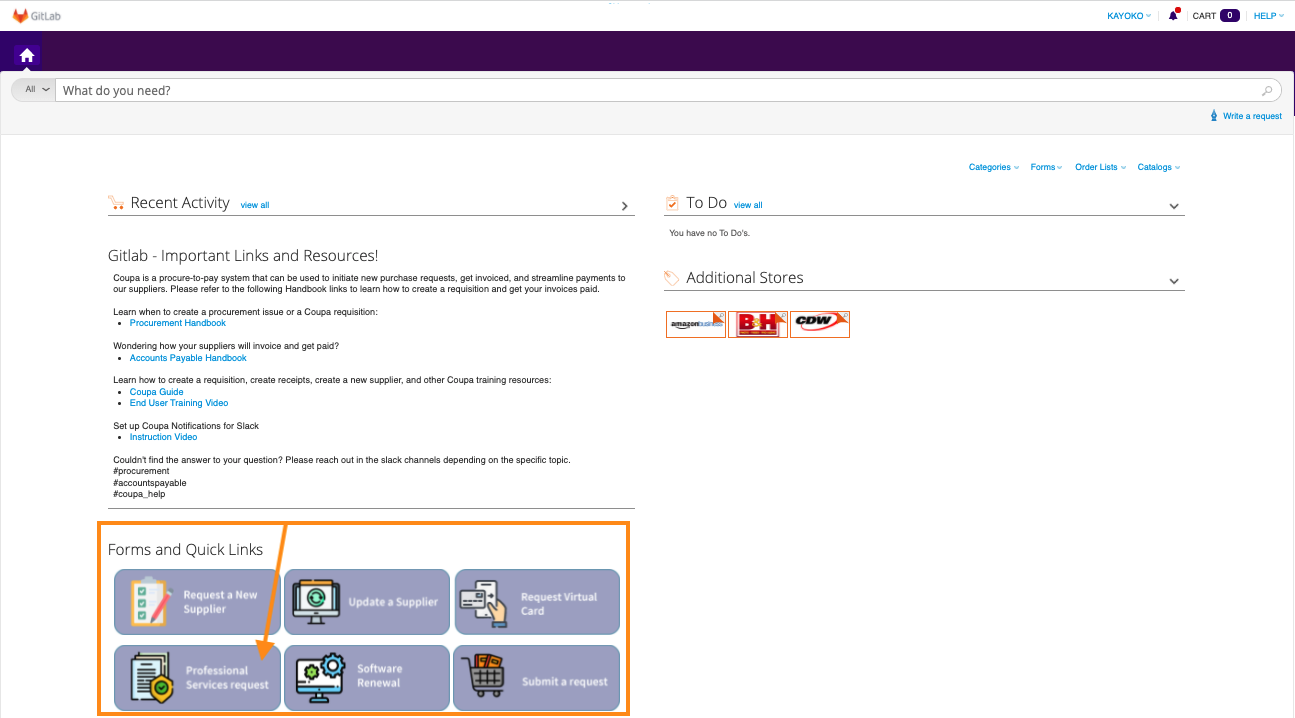 GitLab
KAYOKO
CART 0
HELP
All
What do you need?
Write a request
Categories
Forms
Order Lists
Catalogs
Recent Activity view all
Gitlab - Important Links and Resources!
Coupa is a procure-to-pay system that can be used to initiate new purchase requests, get invoiced, and streamline payments to
our suppliers. Please refer to the following Handbook links to learn how to create a requisition and get your invoices paid.
Learn when to create a procurement issue or a Coupa requisition:
• Procurement Handbook
Wondering how your suppliers will invoice and get paid?
• Accounts Payable Handbook
Learn how to create a requisition, create receipts, create a new supplier, and other Coupa training resources:
• Coupa Guide
• End User Training Video
Set up Coupa Notifications for Slack
• Instruction Video
Couldn't find the answer to your question? Please reach out in the slack channels depending on the specific topic.
#procurement
#accountspayable
#coupa_help
Forms and Quick Links
Request a New
Supplier
Update a Supplier
Request Virtual
Card
Professional
Services request
Software
Renewal
Submit a request
To Do view all
You have no To Do's.
Additional Stores
amazon business
B&H
CDW